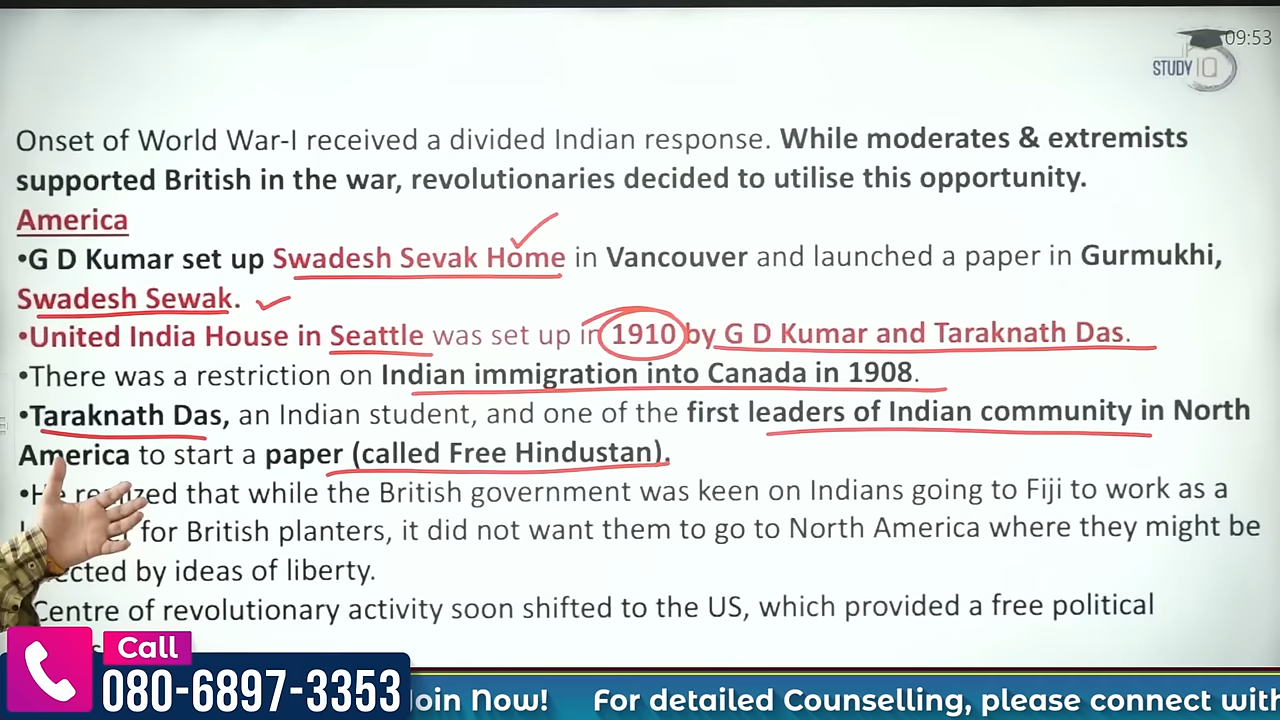 09:53
STUDY IQ
Onset of World War-I received a divided Indian response. While moderates & extremists
supported British in the war, revolutionaries decided to utilise this opportunity.
America
•G D Kumar set up Swadesh Sevak Home in Vancouver and launched a paper in Gurmukhi,
Swadesh Sewak.
•United India House in Seattle was set up in 1910 by G D Kumar and Taraknath Das.
•There was a restriction on Indian immigration into Canada in 1908.
•Taraknath Das, an Indian student, and one of the first leaders of Indian community in North
America to start a paper (called Free Hindustan).
•He realized that while the British government was keen on Indians going to Fiji to work as a
for British planters, it did not want them to go to North America where they might be
by ideas of liberty.
Centre of revolutionary activity soon shifted to the US, which provided a free political
Call
080-6897-3353
Join Now! For detailed Counselling, please connect with